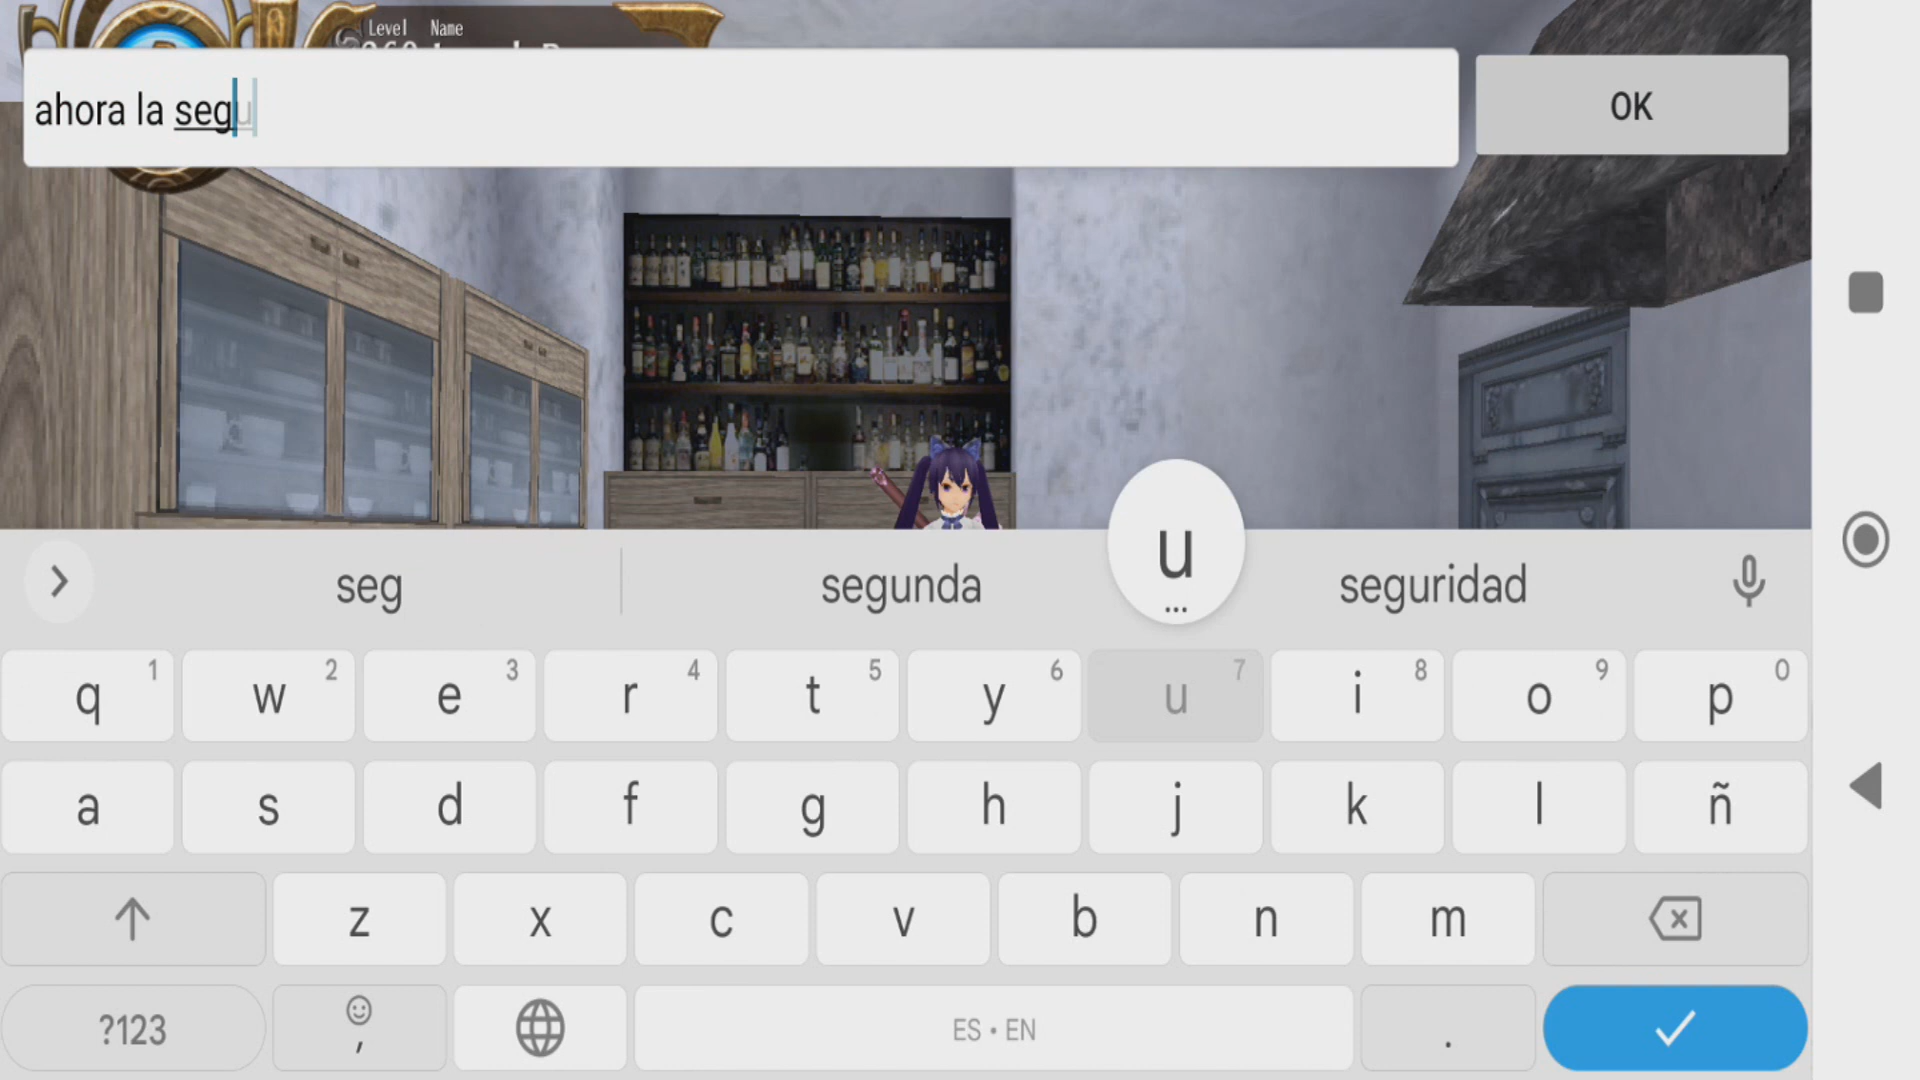 Level Name
ahora la segu
OK
u
...
seg segunda seguridad
q 1 w 2 e 3 r 4 t 5 y 6 u 7 i 8 o 9 p 0
a s d f g h j k l ñ
z x c v b n m
?123 , ES • EN .